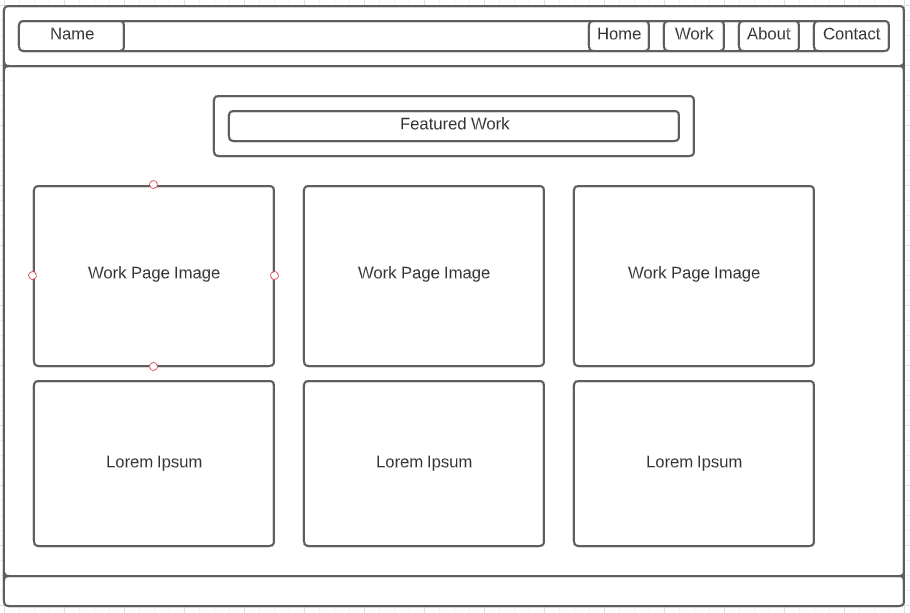 Name
Home
Work
About
Contact
Featured Work
Work Page Image
Work Page Image
Work Page Image
Lorem Ipsum
Lorem Ipsum
Lorem Ipsum